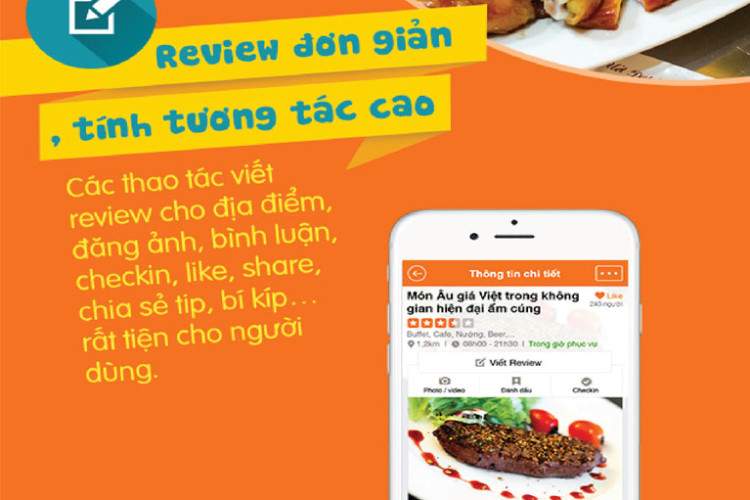 Review đơn giản
, tính tương tác cao
Các thao tác viết
review cho địa điểm,
đăng ảnh, bình luận,
checkin, like, share,
chia sẻ tip, bí kíp...
rất tiện cho người
dùng.
Thông tin chi tiết
Món Âu giá Việt trong không
gian hiện đại ấm cúng
Like
240 người
Buffet, Cafe, Nướng, Beer,...
1,2km | 08h00 - 21h30 | Trong giờ phục vụ
Viết Review
Photo / video
Đánh dấu
Checkin